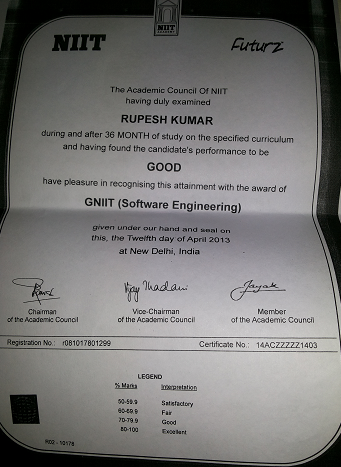 NIIT
NIIT Futurz
The Academic Council Of NIIT
having duly examined
RUPESH KUMAR
during and after 36 MONTH of study on the specified curriculum
and having found the candidate's performance to be
GOOD
have pleasure in recognising this attainment with the award of
GNIIT (Software Engineering)
given under our hand and seal on
this, the Twelfth day of April 2013
at New Delhi, India
Chairman Vice-Chairman Member
of the Academic Council of the Academic Council of the Academic Council
Registration No.: r081017801299 Certificate No.: 14ACZZZZZ1403
LEGEND
% Marks Interpretation
50-59.9 Satisfactory
60-69.9 Fair
70-79.9 Good
80-100 Excellent
R02 - 10178